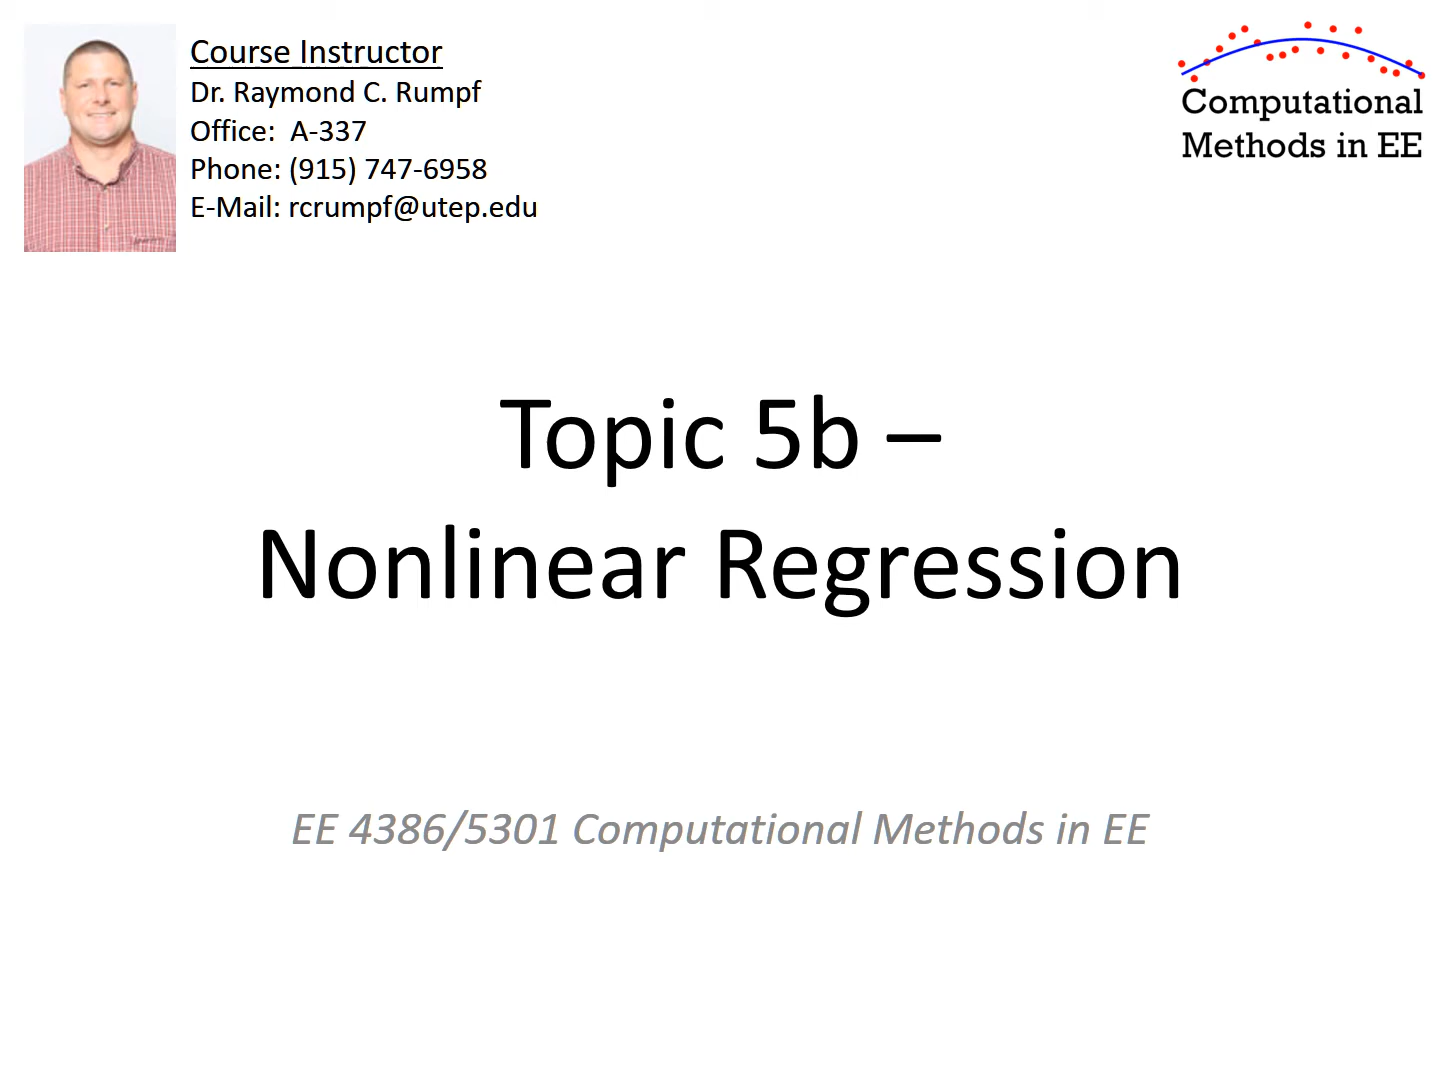 Course Instructor
Dr. Raymond C. Rumpf
Office: A-337
Phone: (915) 747-6958
E-Mail: rcrumpf@utep.edu
Computational
Methods in EE
Topic 5b –
Nonlinear Regression
EE 4386/5301 Computational Methods in EE